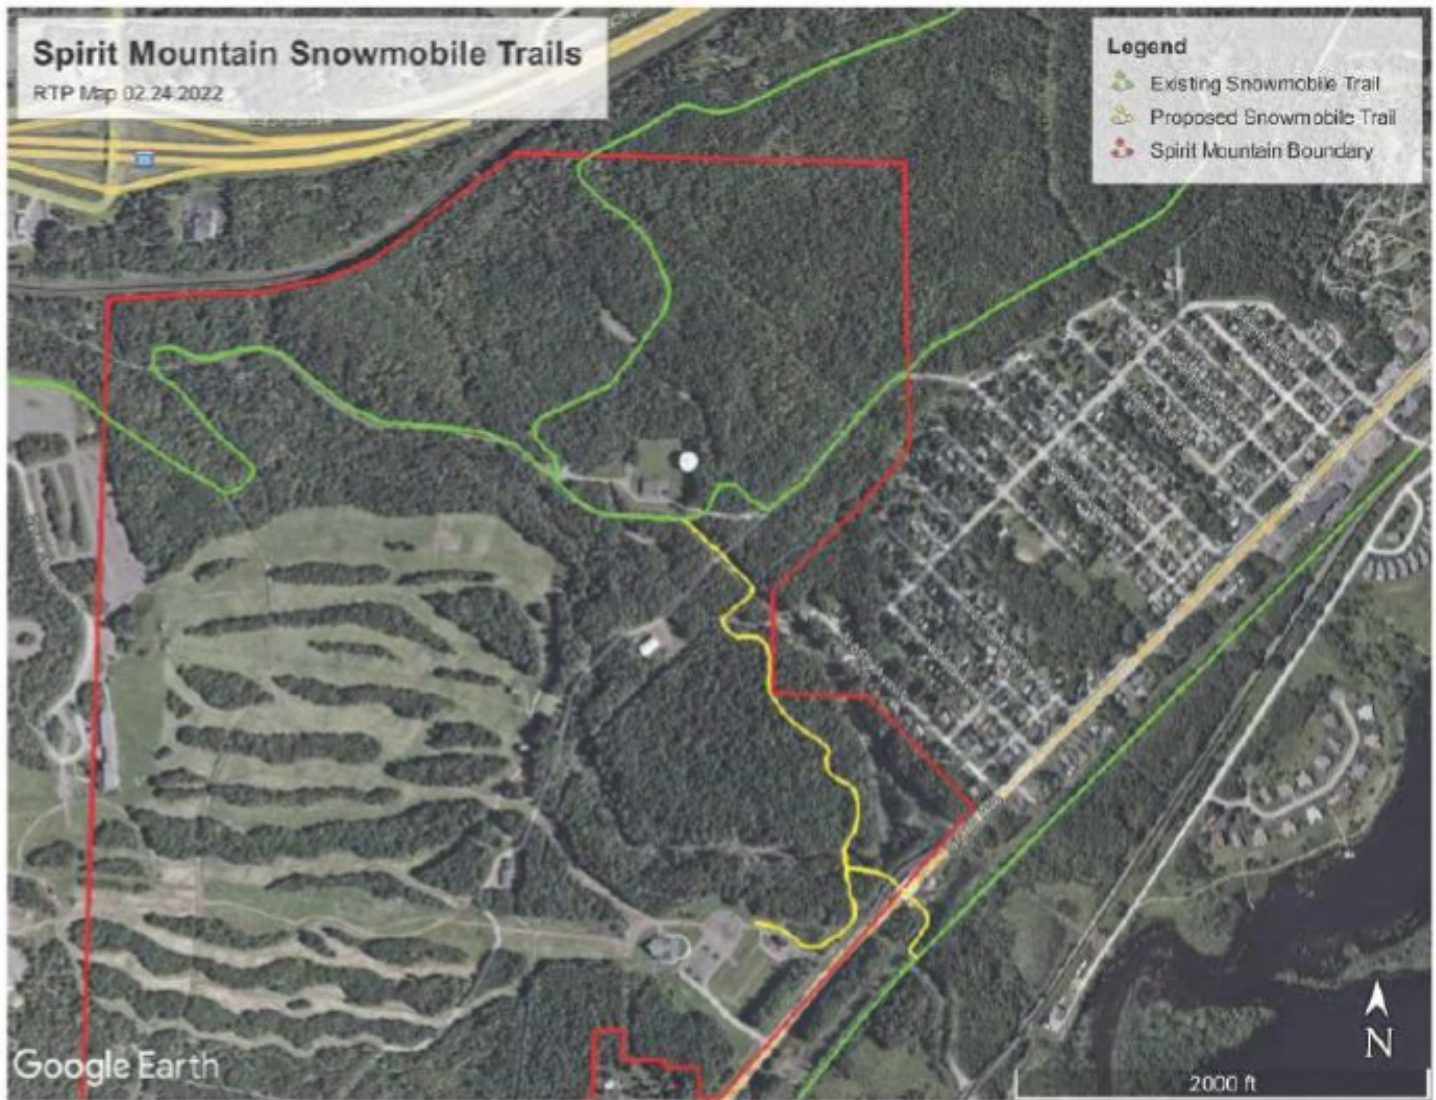 Spirit Mountain Snowmobile Trails
RTP Map 02.24.2022
Legend
Existing Snowmobile Trail
Proposed Snowmobile Trail
Spirit Mountain Boundary
35
Google Earth
N
2000 ft